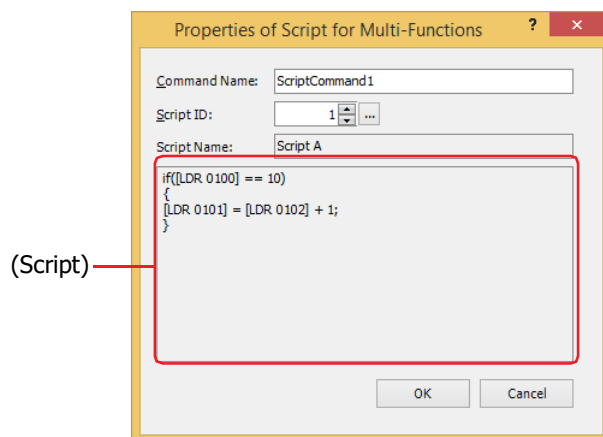 Properties of Script for Multi-Functions ? ×
Command Name: ScriptCommand1
Script ID: 1 ...
Script Name: Script A
if([LDR 0100] == 10)
{
[LDR 0101] = [LDR 0102] + 1;
}
(Script)
OK Cancel